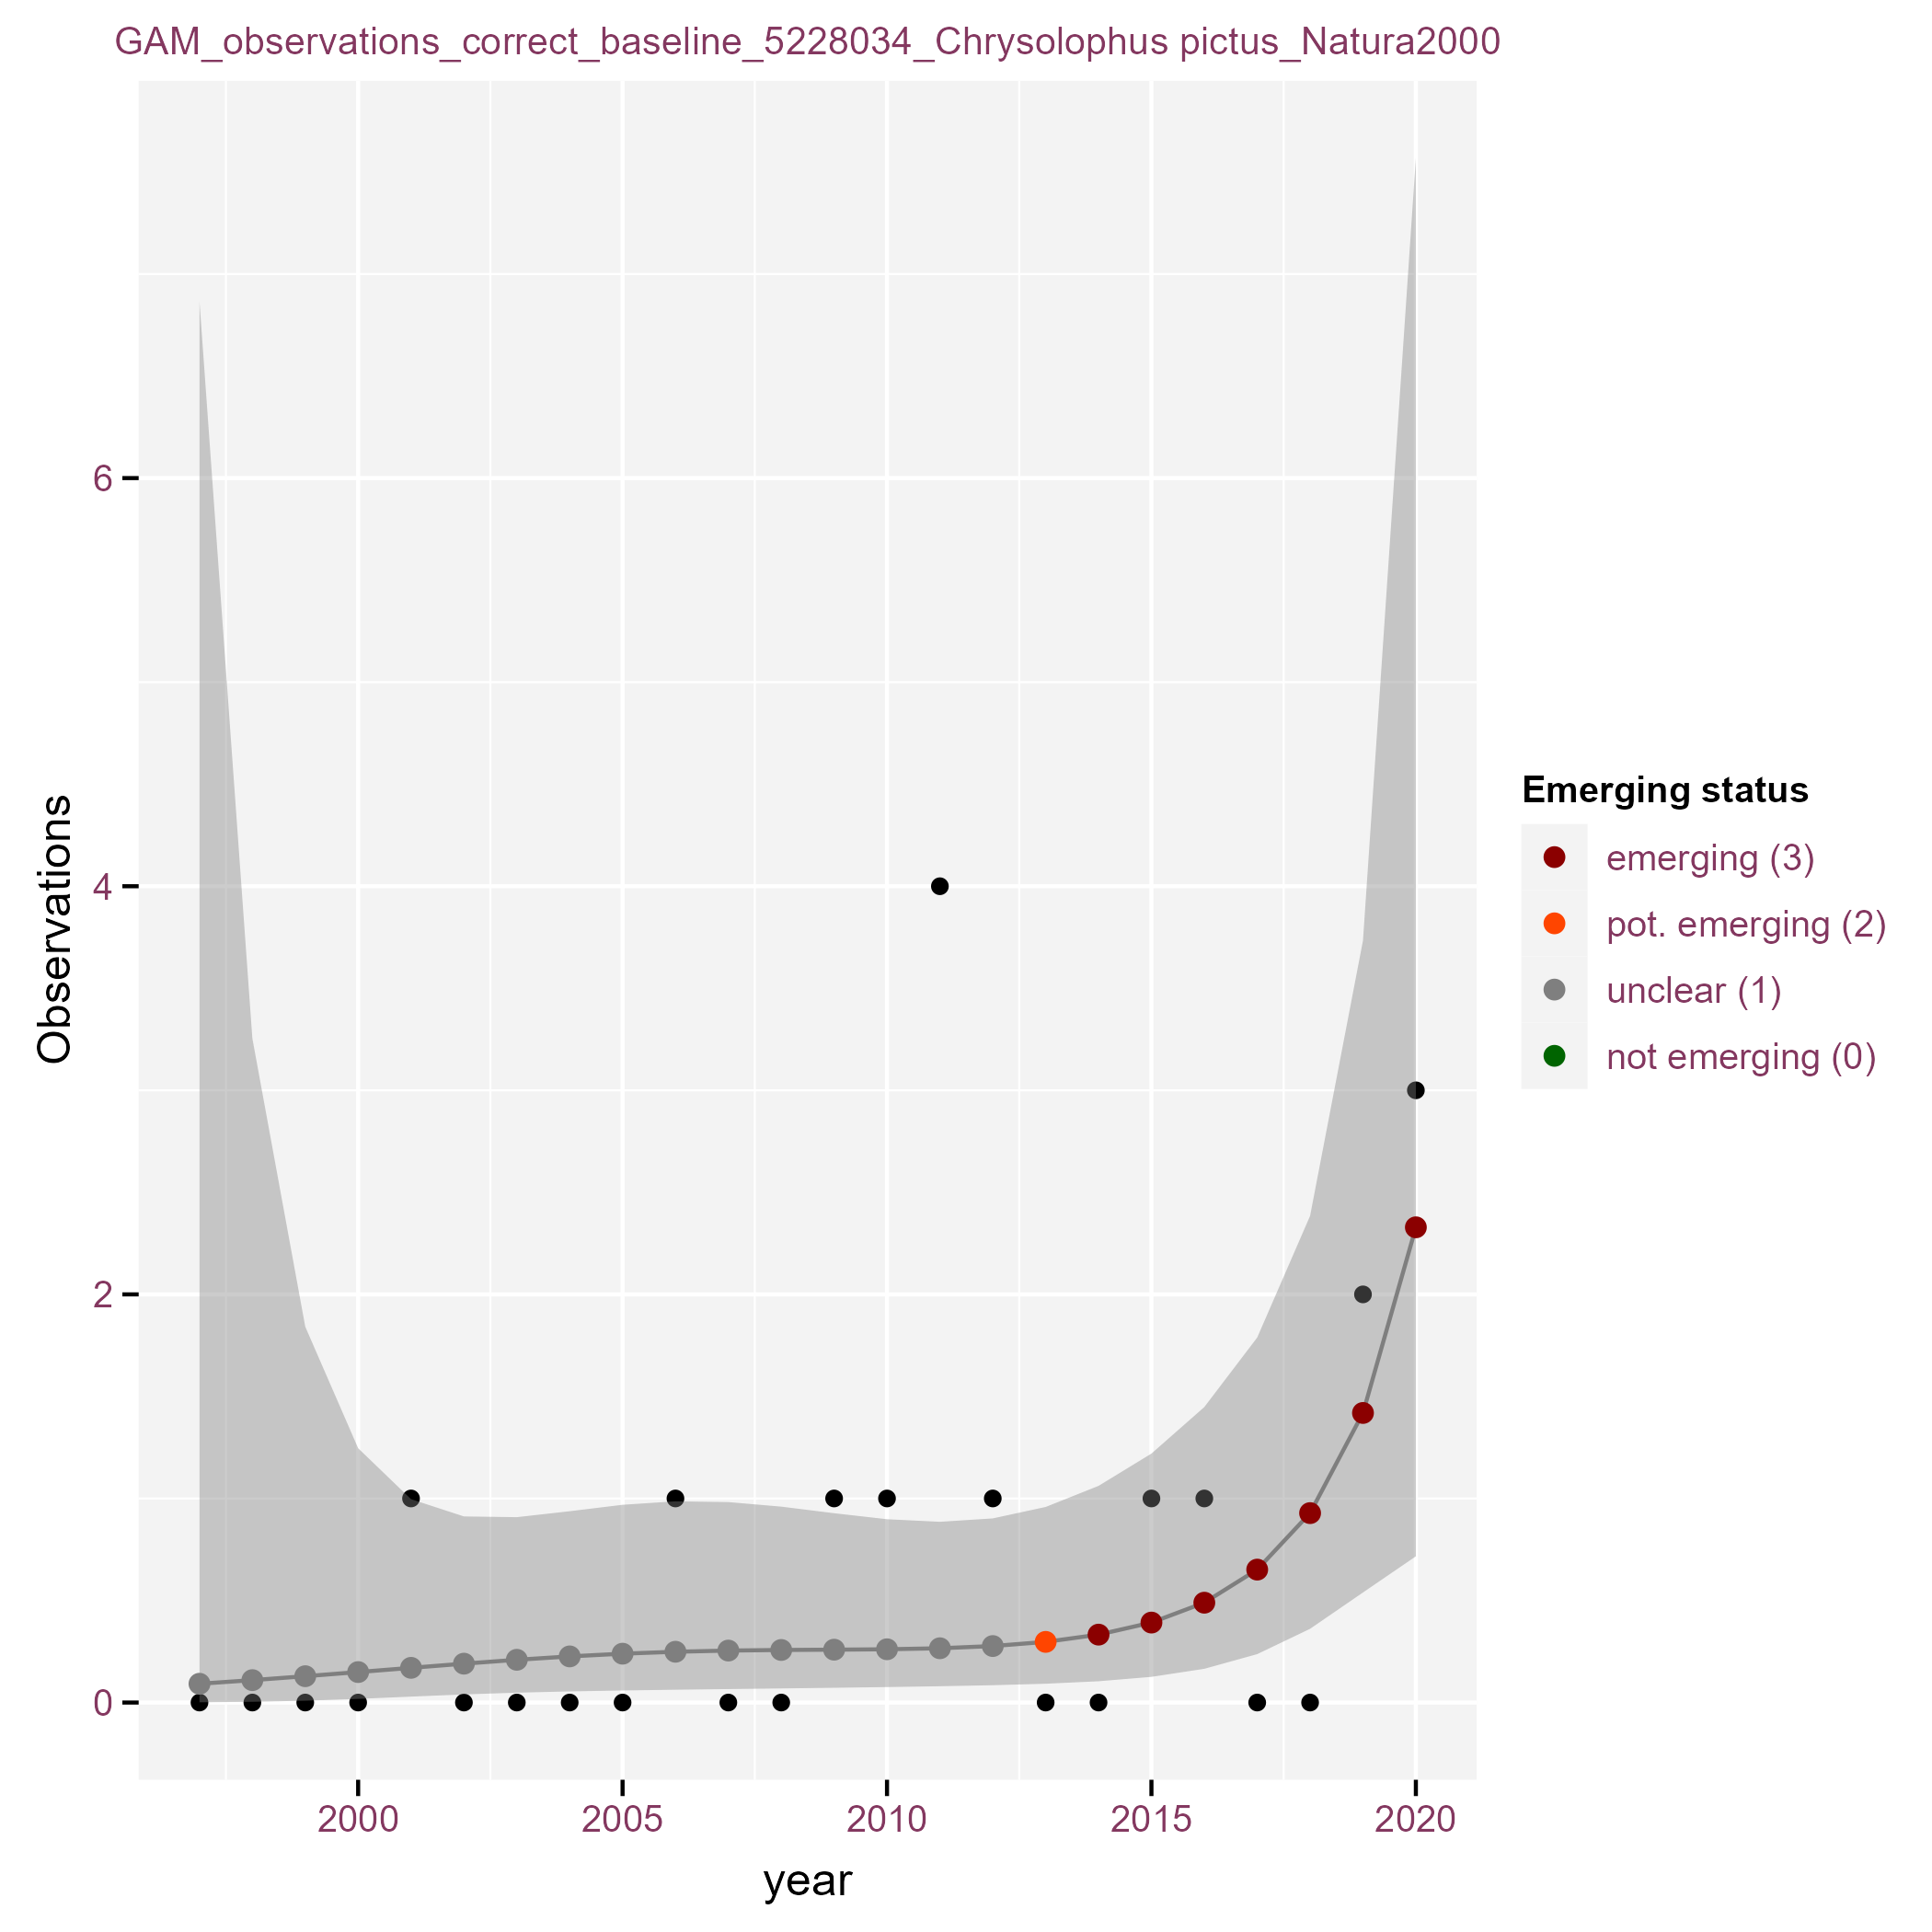 GAM_observations_correct_baseline_5228034_Chrysolophus pictus_Natura2000
6
4
2
0
Observations
2000 2005 2010 2015 2020
year
Emerging status
emerging (3)
pot. emerging (2)
unclear (1)
not emerging (0)